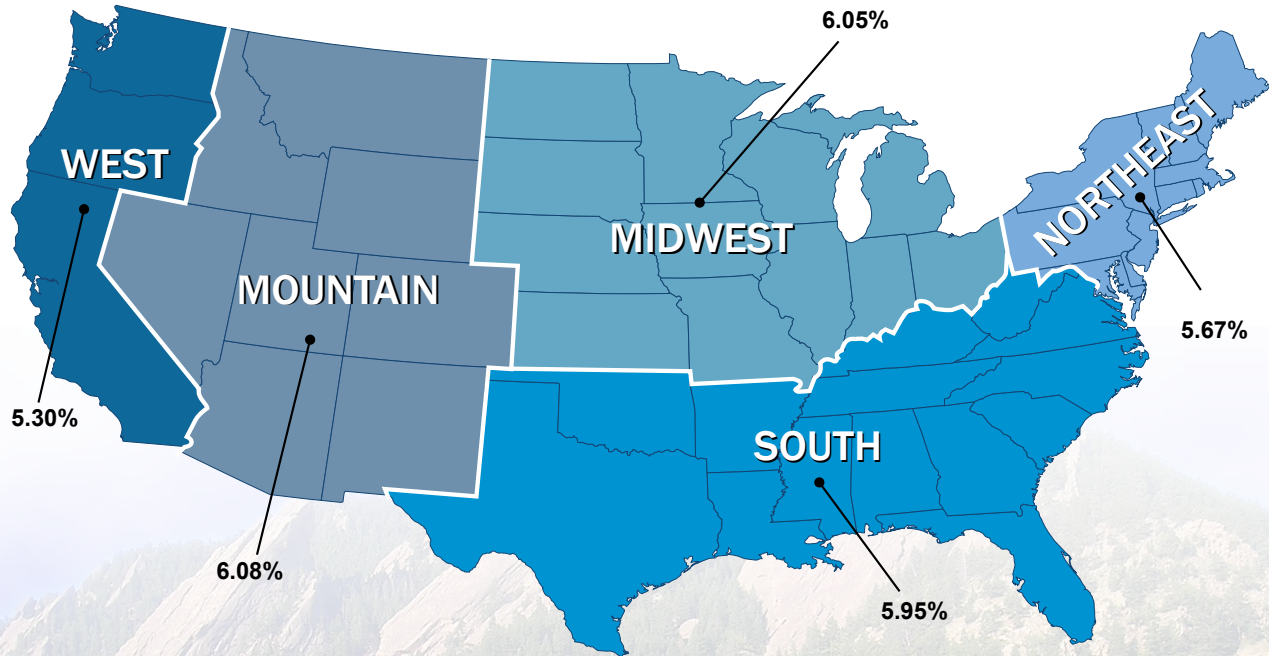 6.05%
WEST
NORTHEAST
MIDWEST
MOUNTAIN
5.67%
5.30%
SOUTH
6.08%
5.95%